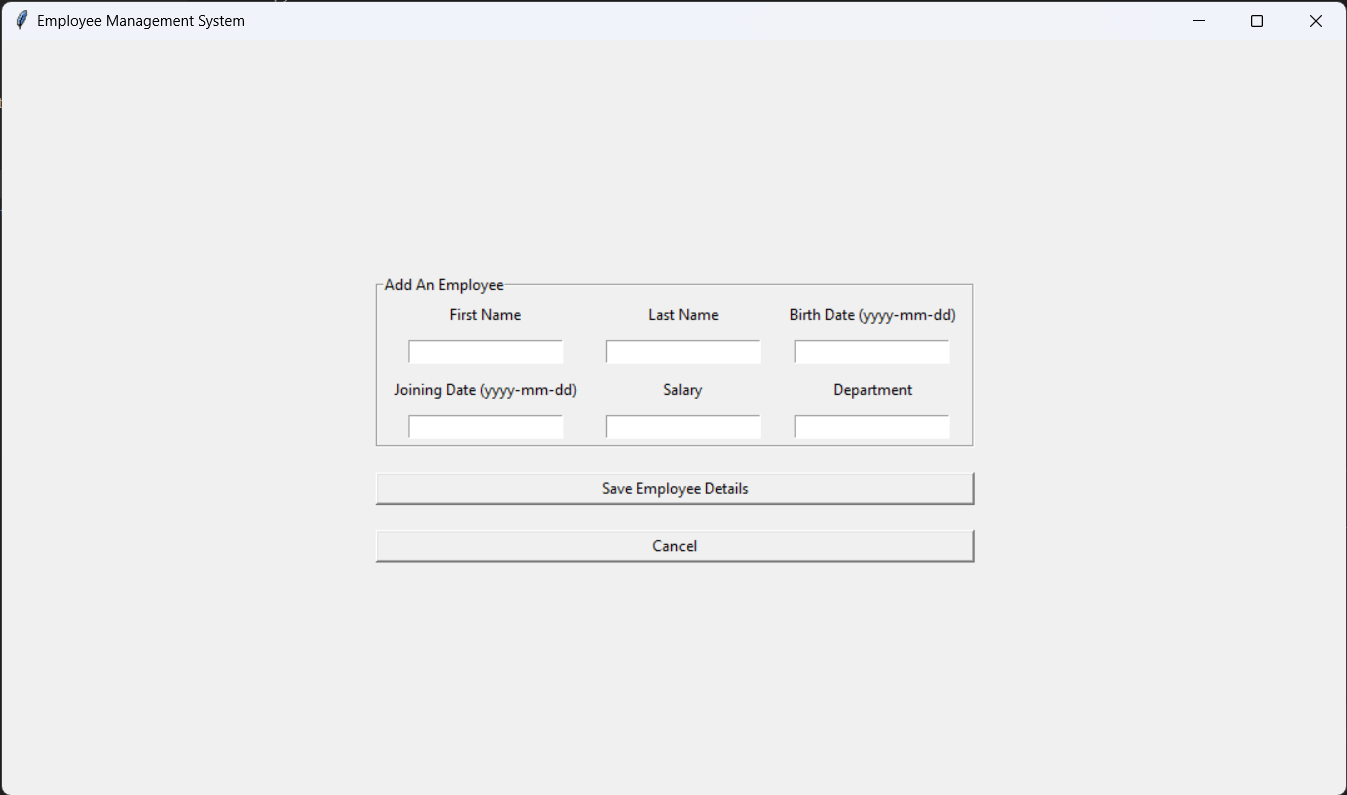 Employee Management System
Add An Employee
First Name Last Name Birth Date (yyyy-mm-dd)
Joining Date (yyyy-mm-dd) Salary Department
Save Employee Details
Cancel